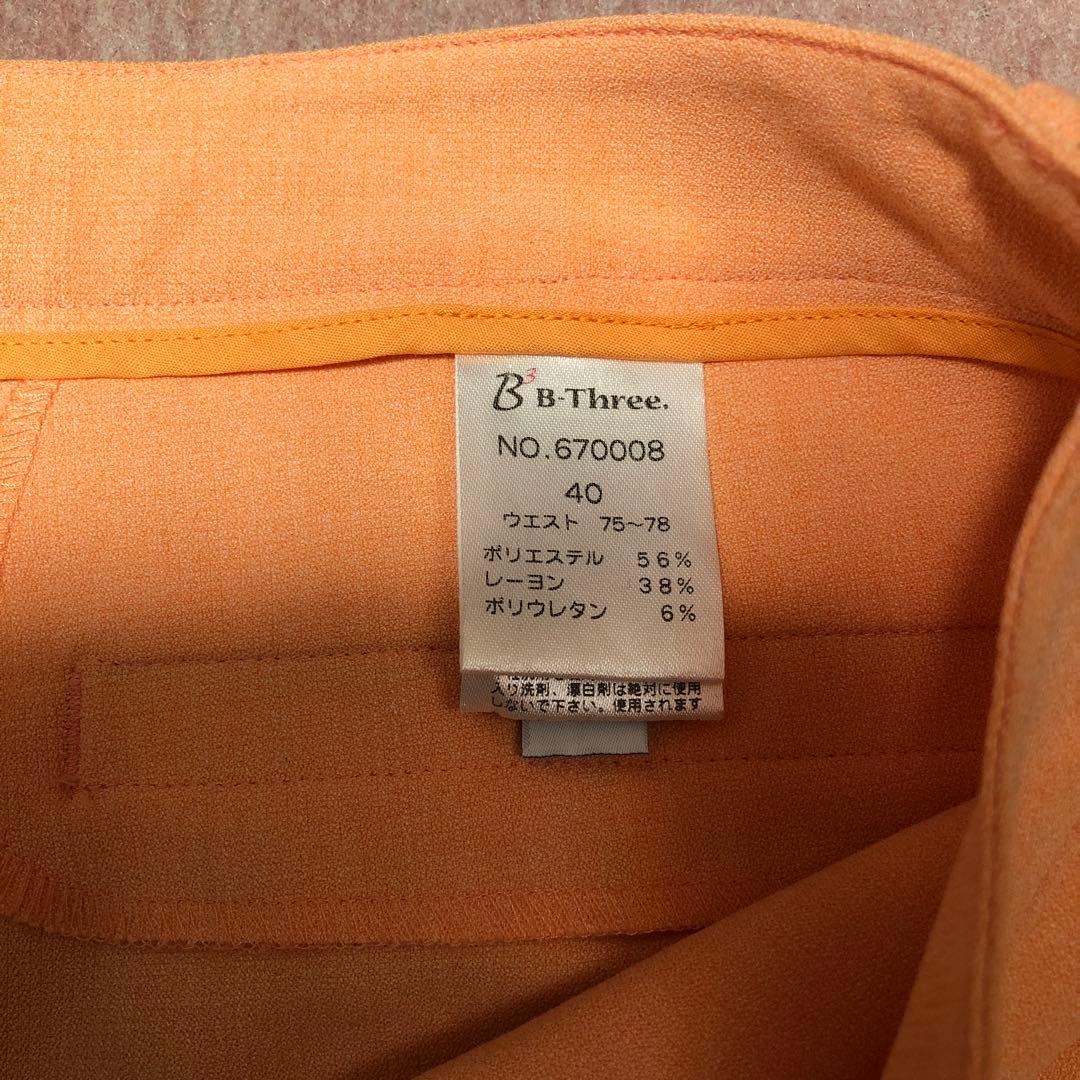 B3 B-Three.
NO.670008
40
ウエスト 75～78
ポリエステル 56%
レーヨン 38%
ポリウレタン 6%
入り洗剤、漂白剤は絶対に使用
しないで下さい。使用されます